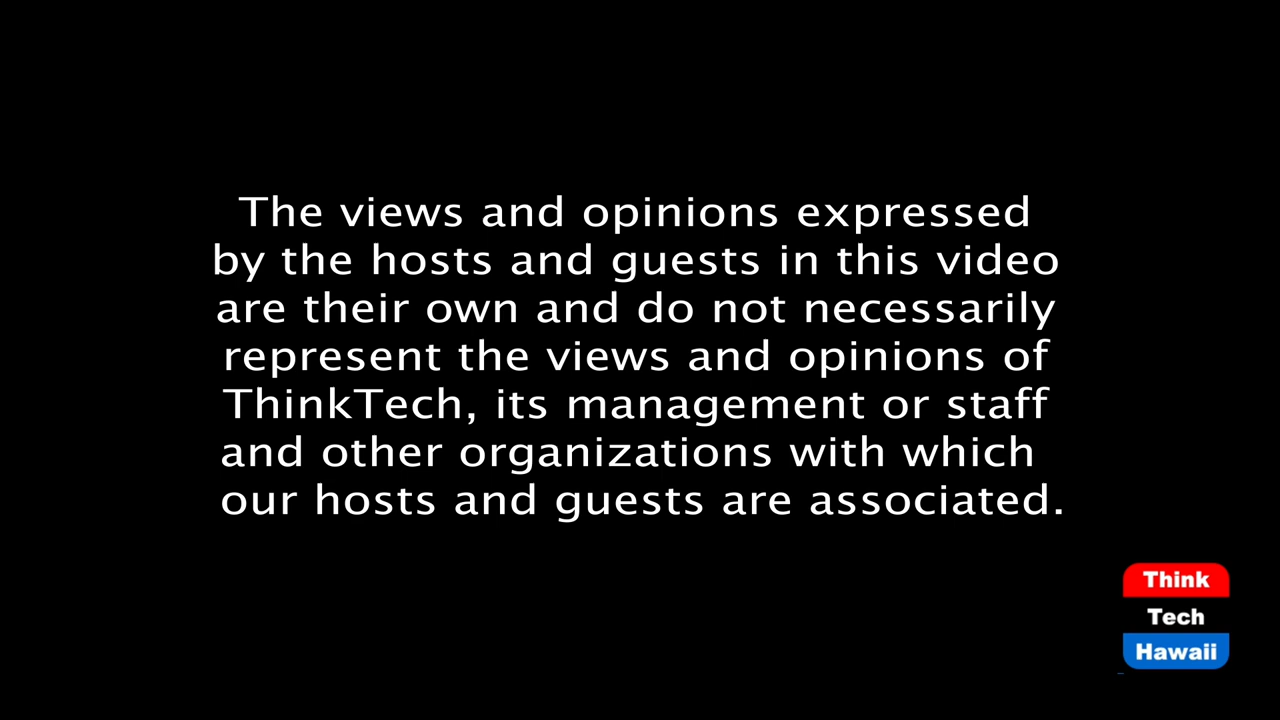 The views and opinions expressed
by the hosts and guests in this video
are their own and do not necessarily
represent the views and opinions of
ThinkTech, its management or staff
and other organizations with which
our hosts and guests are associated.
Think
Tech
Hawaii